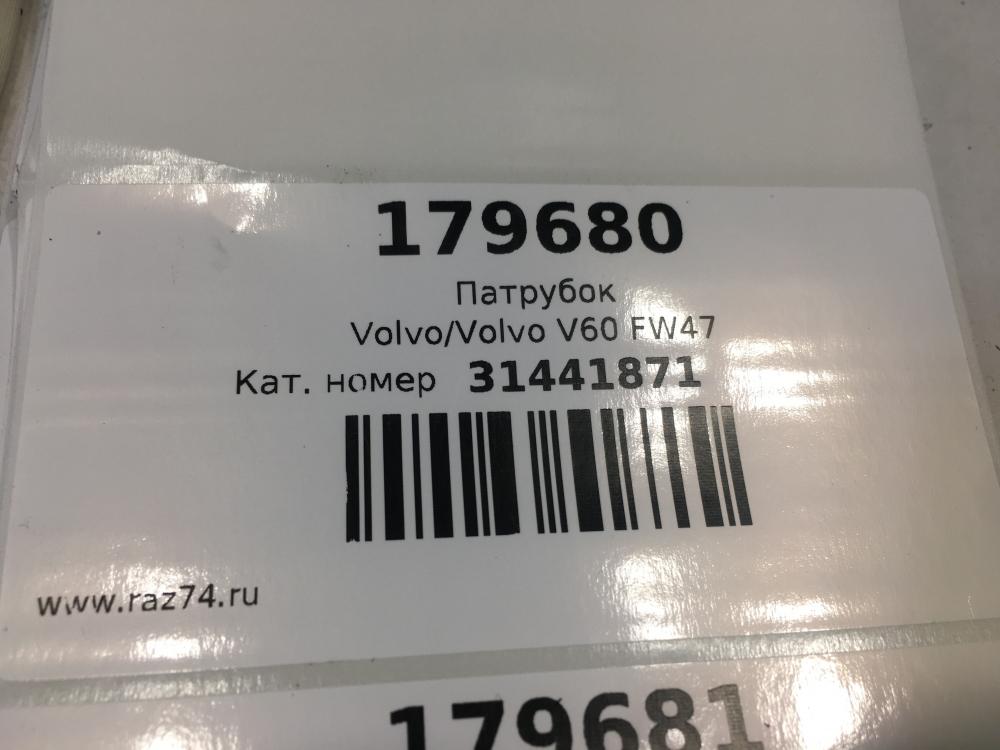 179680
Патрубок
Volvo/Volvo V60 FW47
Кат. номер 31441871
www.raz74.ru
179681